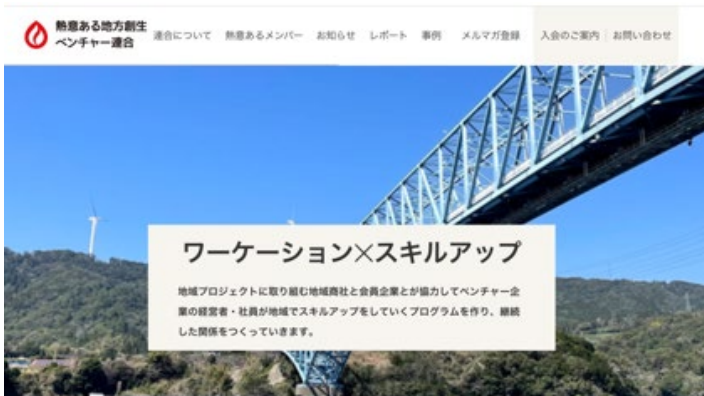 熱意ある地方創生
ベンチャー連合
連合について 熱意あるメンバー お知らせ レポート 事例 メルマガ登録 入会のご案内 お問い合わせ
ワーケーション×スキルアップ
地域プロジェクトに取り組む地域商社と会員企業とが協力してベンチャー企
業の経営者・社員が地域でスキルアップをしていくプログラムを作り、継続
した関係をつくっていきます。